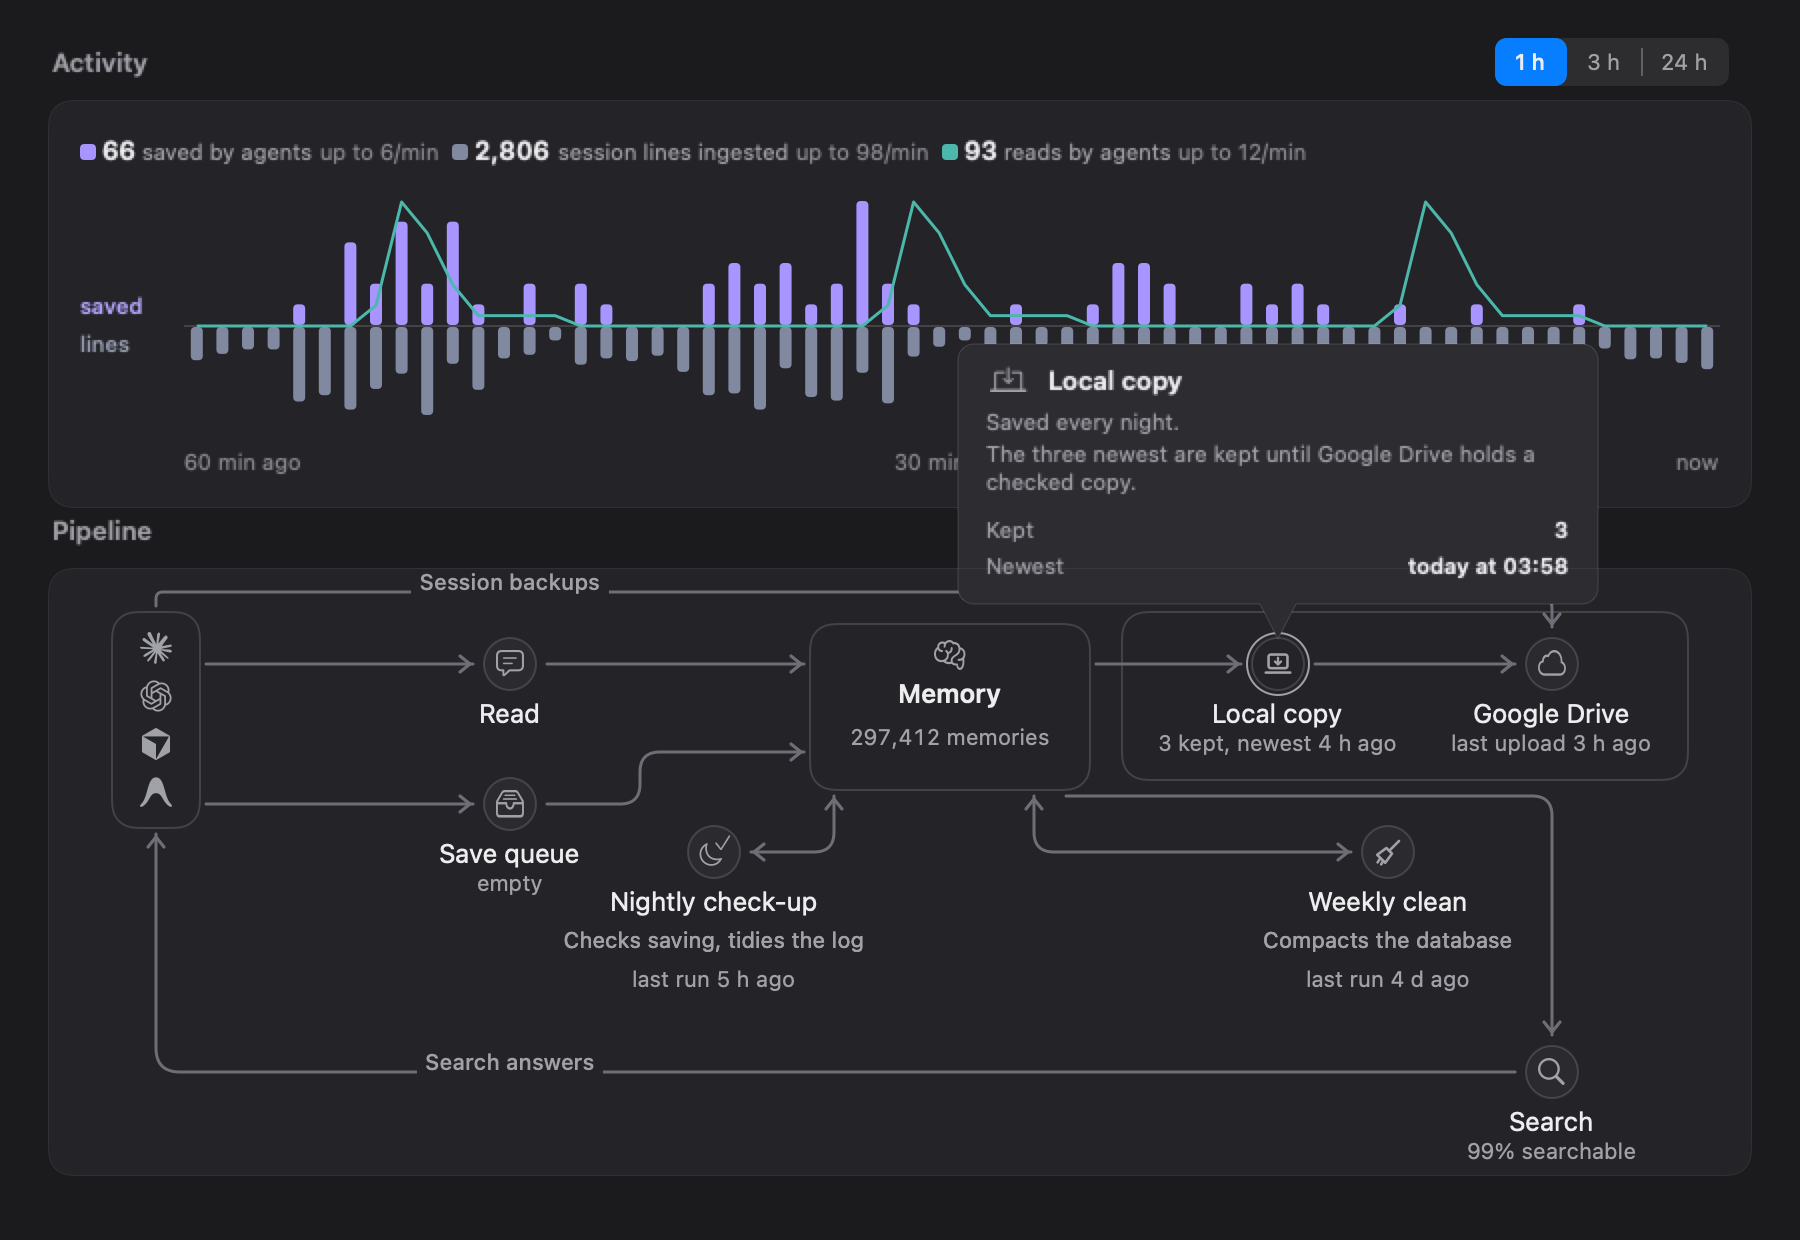 Activity
1 h
3 h
24 h
66 saved by agents up to 6/min
2,806 session lines ingested up to 98/min
93 reads by agents up to 12/min
saved
lines
60 min ago
30
now
Local copy
Saved every night.
The three newest are kept until Google Drive holds a
checked copy.
Kept 3
Newest today at 03:58
Pipeline
Session backups
Read
Memory
297,412 memories
Local copy
3 kept, newest 4 h ago
Google Drive
last upload 3 h ago
Save queue
empty
Nightly check-up
Checks saving, tidies the log
last run 5 h ago
Weekly clean
Compacts the database
last run 4 d ago
Search answers
Search
99% searchable